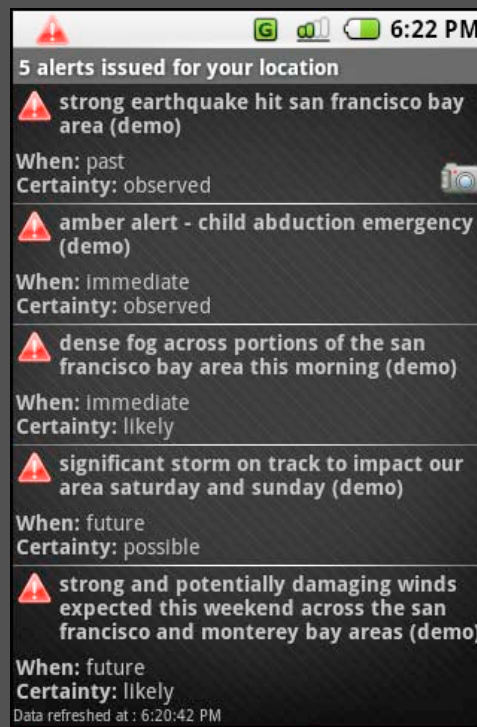 G 6:22 PM
5 alerts issued for your location
strong earthquake hit san francisco bay
area (demo)
When: past
Certainty: observed
amber alert - child abduction emergency
(demo)
When: immediate
Certainty: observed
dense fog across portions of the san
francisco bay area this morning (demo)
When: immediate
Certainty: likely
significant storm on track to impact our
area saturday and sunday (demo)
When: future
Certainty: possible
strong and potentially damaging winds
expected this weekend across the san
francisco and monterey bay areas (demo)
When: future
Certainty: likely
Data refreshed at : 6:20:42 PM